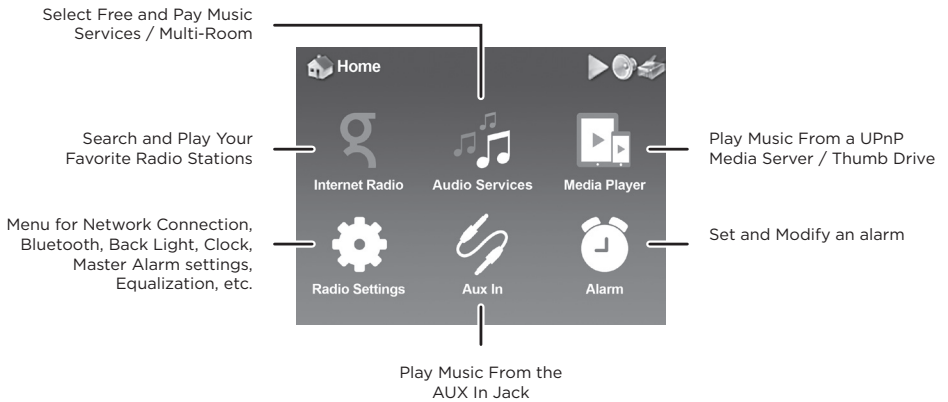 Select Free and Pay Music
Services / Multi-Room
Home
Search and Play Your
Favorite Radio Stations
Internet Radio
Audio Services
Media Player
Play Music From a UPnP
Media Server / Thumb Drive
Menu for Network Connection,
Bluetooth, Back Light, Clock,
Master Alarm settings,
Equalization, etc.
Radio Settings
Aux In
Alarm
Set and Modify an alarm
Play Music From the
AUX In Jack